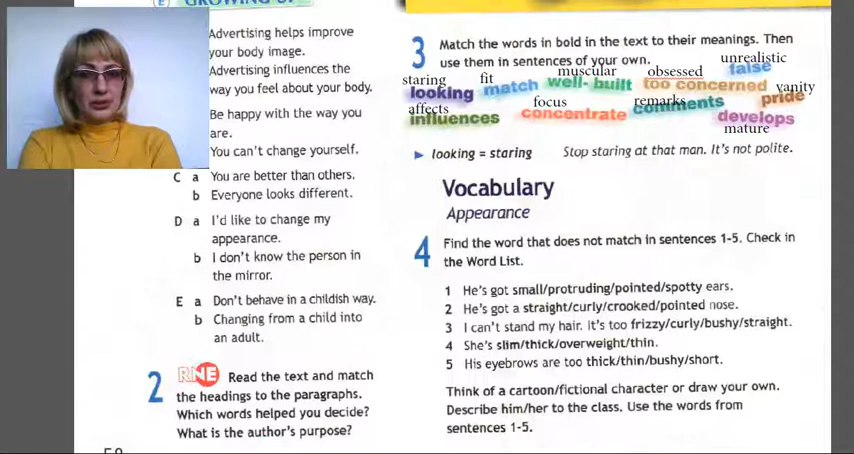 E GROWING UP
Advertising helps improve
your body image.
Advertising influences the
way you feel about your body.
Be happy with the way you
are.
You can't change yourself.
C a You are better than others.
b Everyone looks different.
D a I'd like to change my
appearance.
b I don't know the person in
the mirror.
E a Don't behave in a childish way.
b Changing from a child into
an adult.
2 RNE Read the text and match
the headings to the paragraphs.
Which words helped you decide?
What is the author's purpose?
3 Match the words in bold in the text to their meanings. Then
use them in sentences of your own.
staring fit muscular obsessed unrealistic
looking match well- built too concerned false
vanity
pride
affects focus remarks
influences concentrate comments develops
mature
▶ looking = staring Stop staring at that man. It's not polite.
Vocabulary
Appearance
4 Find the word that does not match in sentences 1-5. Check in
the Word List.
1 He's got small/protruding/pointed/spotty ears.
2 He's got a straight/curly/crooked/pointed nose.
3 I can't stand my hair. It's too frizzy/curly/bushy/straight.
4 She's slim/thick/overweight/thin.
5 His eyebrows are too thick/thin/bushy/short.
Think of a cartoon/fictional character or draw your own.
Describe him/her to the class. Use the words from
sentences 1-5.